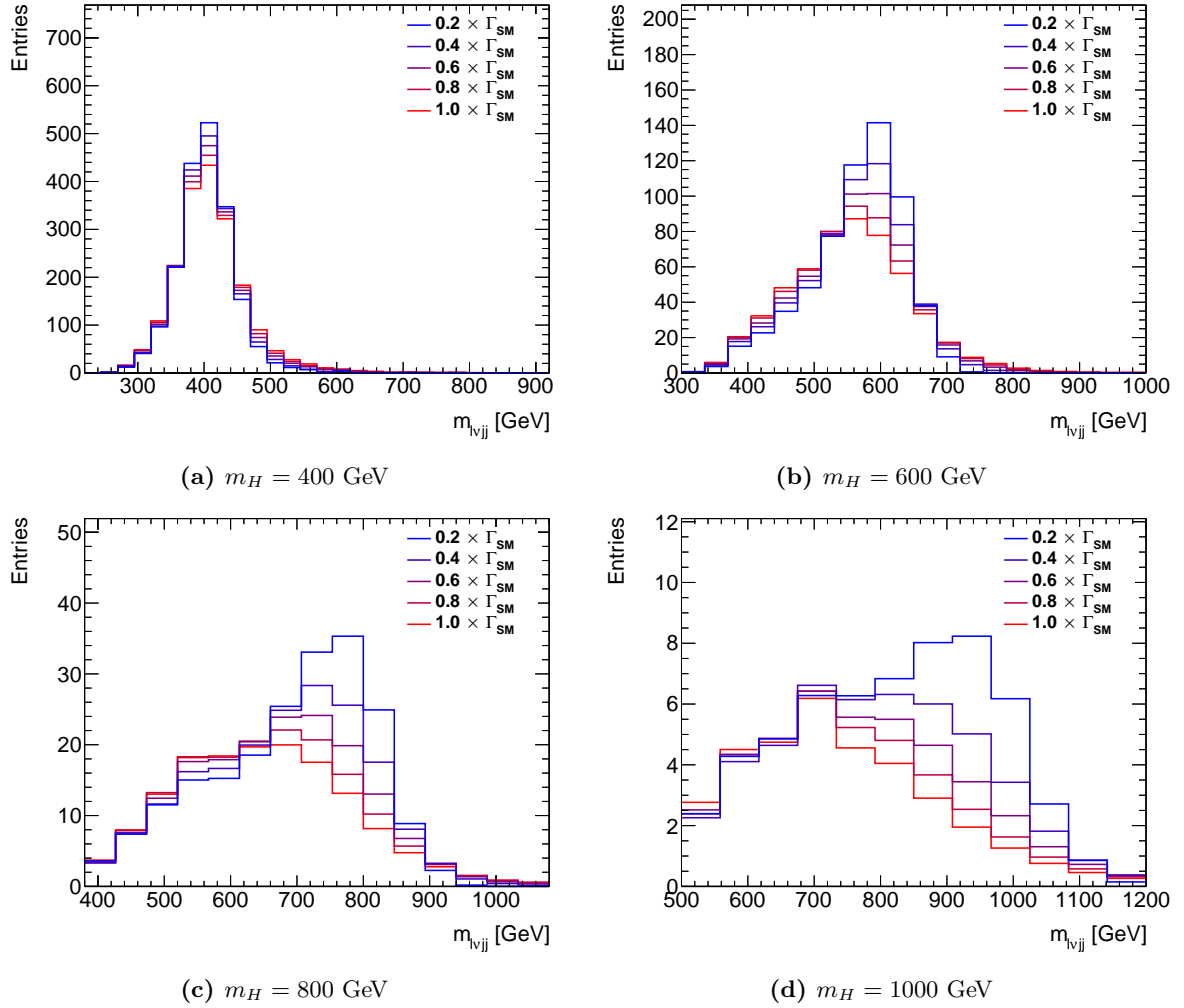 Entries
700
600
500
400
300
200
100
0
300 400 500 600 700 800 900
m_lνjj [GeV]
0.2 × Γ_SM
0.4 × Γ_SM
0.6 × Γ_SM
0.8 × Γ_SM
1.0 × Γ_SM
(a) m_H = 400 GeV
Entries
200
180
160
140
120
100
80
60
40
20
0
300 400 500 600 700 800 900 1000
m_lνjj [GeV]
0.2 × Γ_SM
0.4 × Γ_SM
0.6 × Γ_SM
0.8 × Γ_SM
1.0 × Γ_SM
(b) m_H = 600 GeV
Entries
50
40
30
20
10
0
400 500 600 700 800 900 1000
m_lνjj [GeV]
0.2 × Γ_SM
0.4 × Γ_SM
0.6 × Γ_SM
0.8 × Γ_SM
1.0 × Γ_SM
(c) m_H = 800 GeV
Entries
12
10
8
6
4
2
0
500 600 700 800 900 1000 1100 1200
m_lνjj [GeV]
0.2 × Γ_SM
0.4 × Γ_SM
0.6 × Γ_SM
0.8 × Γ_SM
1.0 × Γ_SM
(d) m_H = 1000 GeV